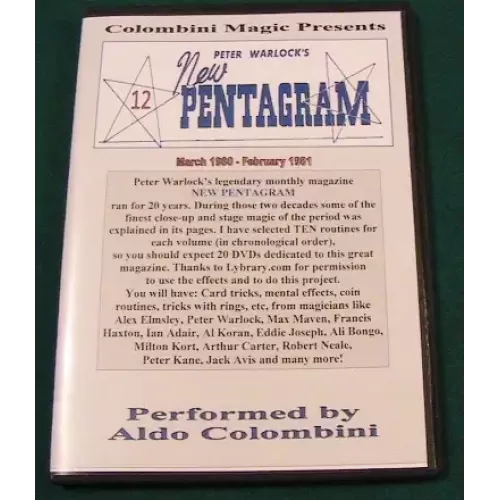 Colombini Magic Presents
PETER WARLOCK'S
New
12
PENTAGRAM
March 1980 - February 1981
Peter Warlock's legendary monthly magazine
NEW PENTAGRAM
ran for 20 years. During those two decades some of the
finest close-up and stage magic of the period was
explained in its pages. I have selected TEN routines for
each volume (in chronological order),
so you should expect 20 DVDs dedicated to this great
magazine. Thanks to Lybrary.com for permission
to use the effects and to do this project.
You will have: Card tricks, mental effects, coin
routines, tricks with rings, etc, from magicians like
Alex Elmsley, Peter Warlock, Max Maven, Francis
Haxton, Ian Adair, Al Koran, Eddie Joseph, Ali Bongo,
Milton Kort, Arthur Carter, Robert Neale,
Peter Kane, Jack Avis and many more!
Performed by
Aldo Colombini